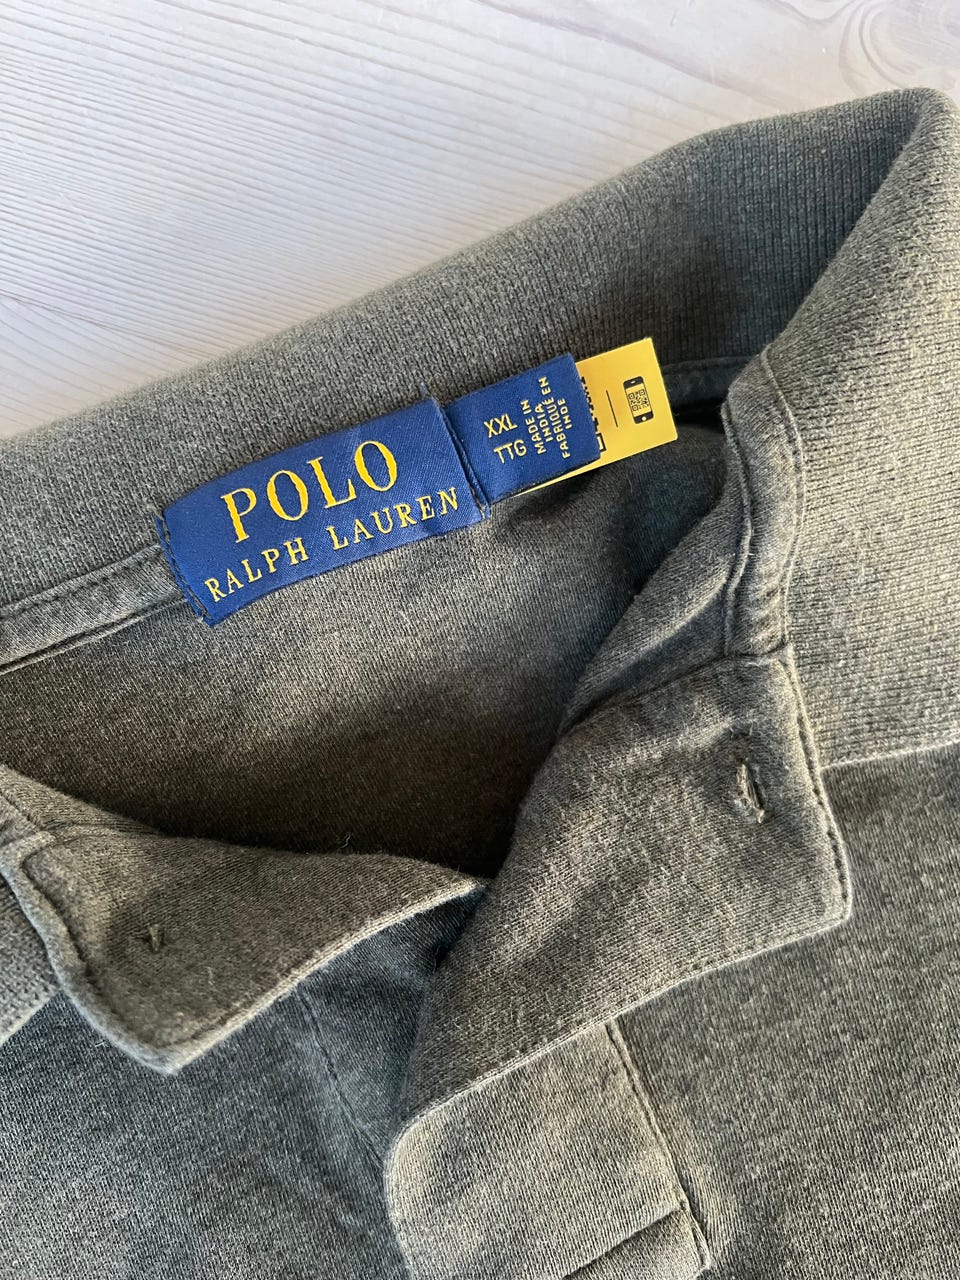 POLO
RALPH LAUREN
XXL
TTG
MADE IN
INDIA
FABRIQUÉ EN
INDE